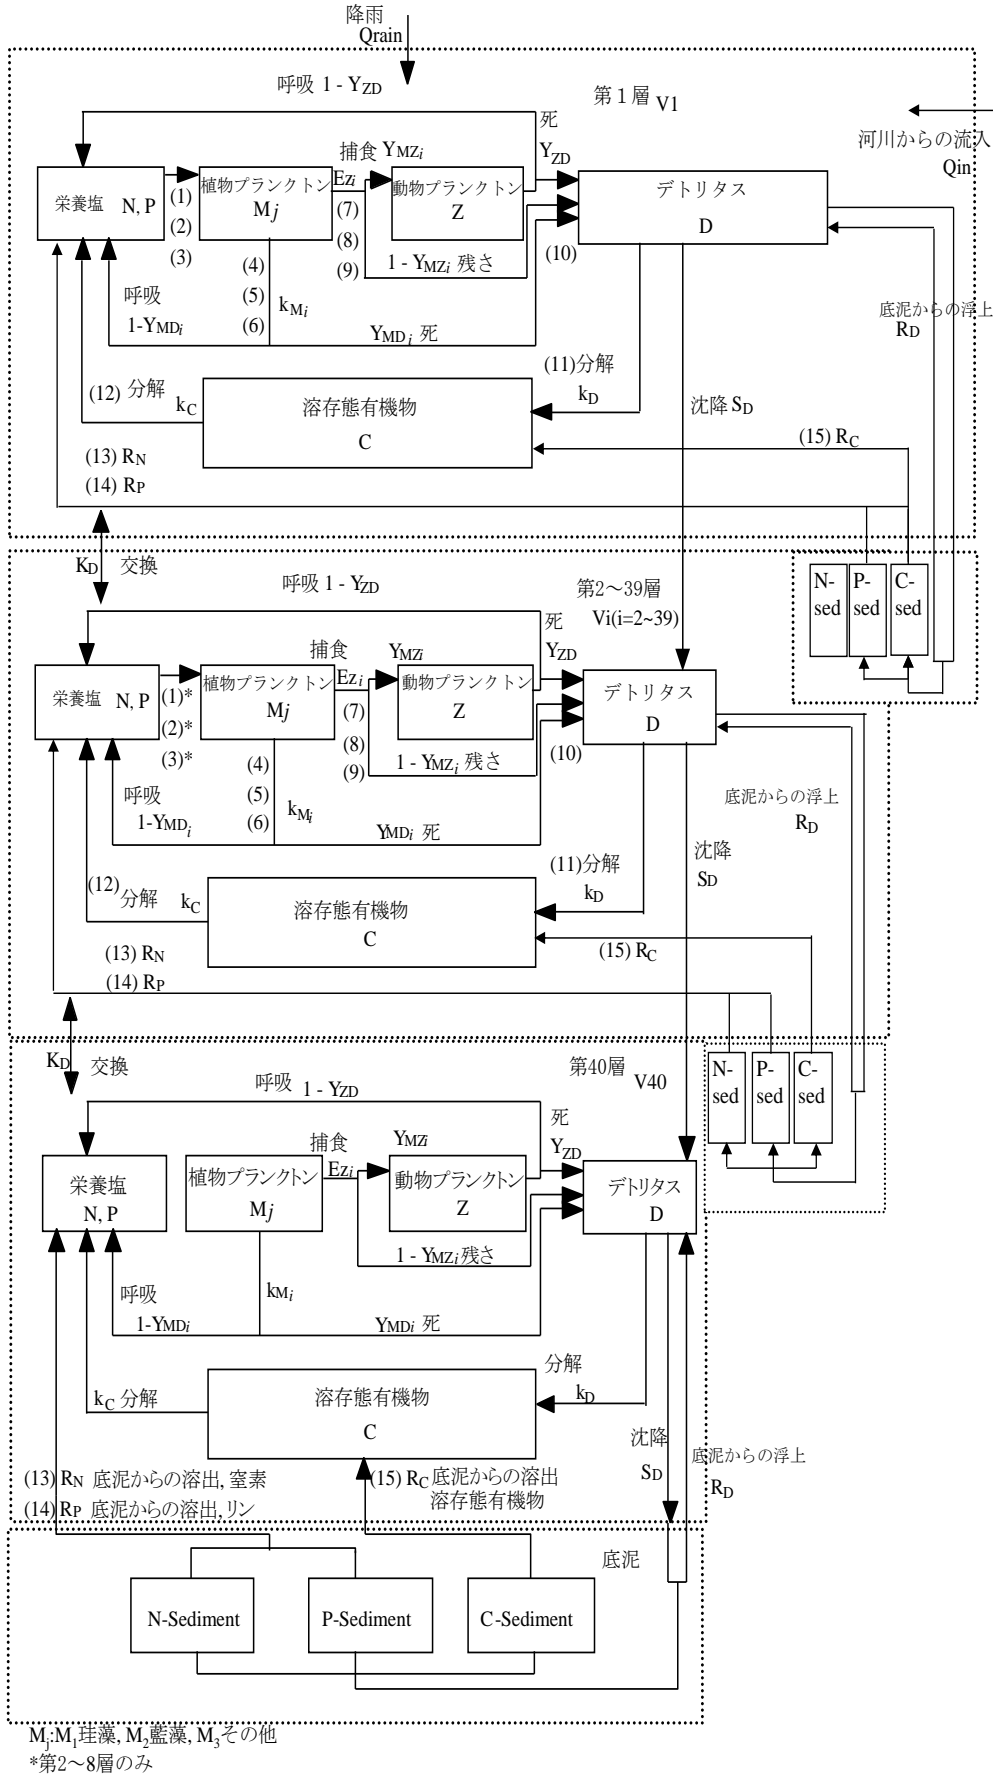 降雨
Qrain
呼吸 1 - YZD
第１層 V1
死
河川からの流入
Qin
捕食 YMZi
YZD
栄養塩 N, P
(1)
(2)
(3)
植物プランクトン
Mj
Ezi
(7)
(8)
(9)
動物プランクトン
Z
デトリタス
D
(10)
1 - YMZi 残さ
(4)
(5)
(6)
kMi
呼吸
1-YMDi
YMDi 死
底泥からの浮上
RD
(11)分解
kD
(12) 分解
kC
溶存態有機物
C
沈降 SD
(15) RC
(13) RN
(14) RP
KD 交換
N-
sed
P-
sed
C-
sed
呼吸 1 - YZD
第2～39層
Vi(i=2~39)
死
捕食
YMZi
YZD
栄養塩 N, P
(1)*
(2)*
(3)*
植物プランクトン
Mj
Ezi
(7)
(8)
(9)
動物プランクトン
Z
デトリタス
D
(10)
1 - YMZi 残さ
(4)
(5)
(6)
kMi
呼吸
1-YMDi
YMDi 死
底泥からの浮上
RD
沈降
SD
(11)分解
kD
(12)分解 kC
溶存態有機物
C
(15) RC
(13) RN
(14) RP
KD 交換
N-
sed
P-
sed
C-
sed
第40層 V40
呼吸 1 - YZD
死
捕食
YMZi
YZD
栄養塩
N, P
植物プランクトン
Mj
Ezi
動物プランクトン
Z
デトリタス
D
1 - YMZi 残さ
kMi
呼吸
1-YMDi
YMDi 死
分解
kD
kC 分解
溶存態有機物
C
沈降
SD
底泥からの浮上
RD
(13) RN 底泥からの溶出, 窒素
(14) RP 底泥からの溶出, リン
(15) RC 底泥からの溶出
溶存態有機物
底泥
N-Sediment
P-Sediment
C-Sediment
Mj:M1珪藻, M2藍藻, M3その他
*第2～8層のみ